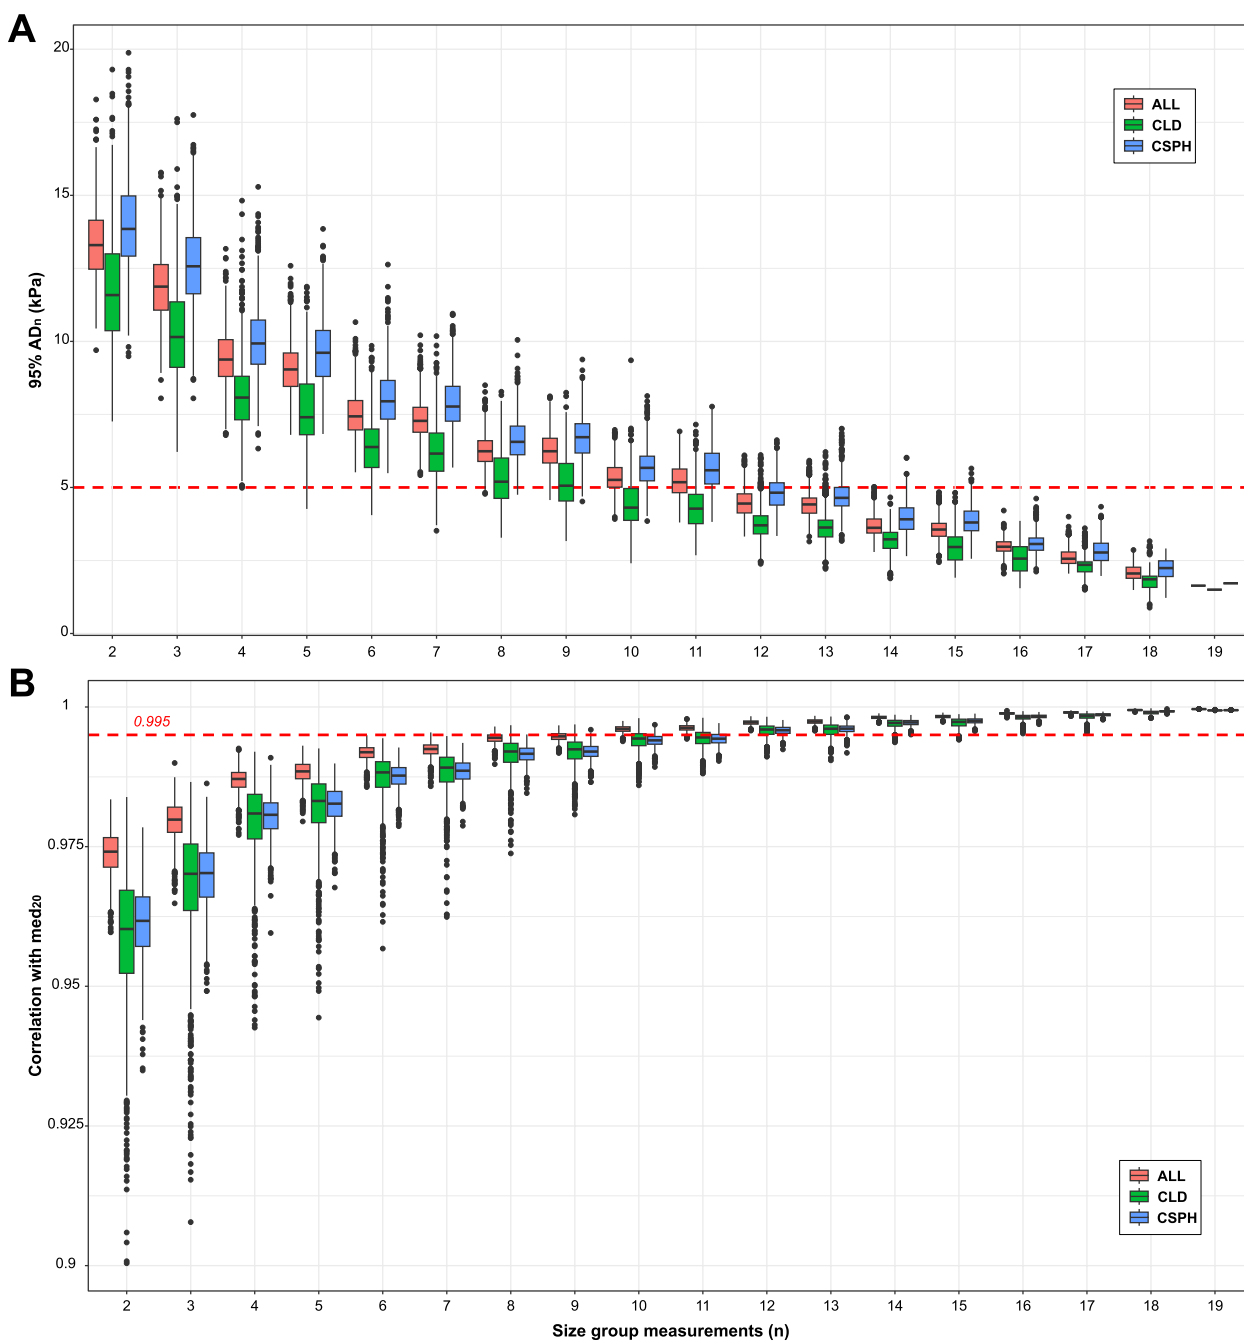 A
20
15
10
5
0
95% ADn (kPa)
ALL
CLD
CSPH
2 3 4 5 6 7 8 9 10 11 12 13 14 15 16 17 18 19
B
1
0.995
0.975
0.95
0.925
0.9
Correlation with med20
ALL
CLD
CSPH
2 3 4 5 6 7 8 9 10 11 12 13 14 15 16 17 18 19
Size group measurements (n)